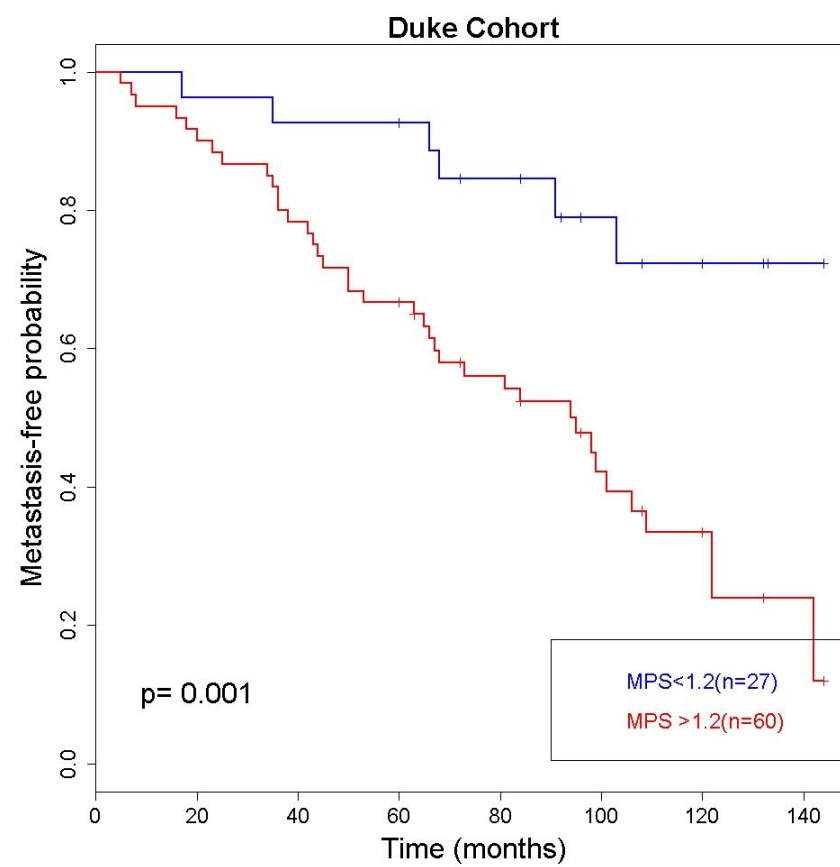 Duke Cohort
1.0
0.8
0.6
0.4
0.2
0.0
Metastasis-free probability
p= 0.001
MPS<1.2(n=27)
MPS >1.2(n=60)
0 20 40 60 80 100 120 140
Time (months)